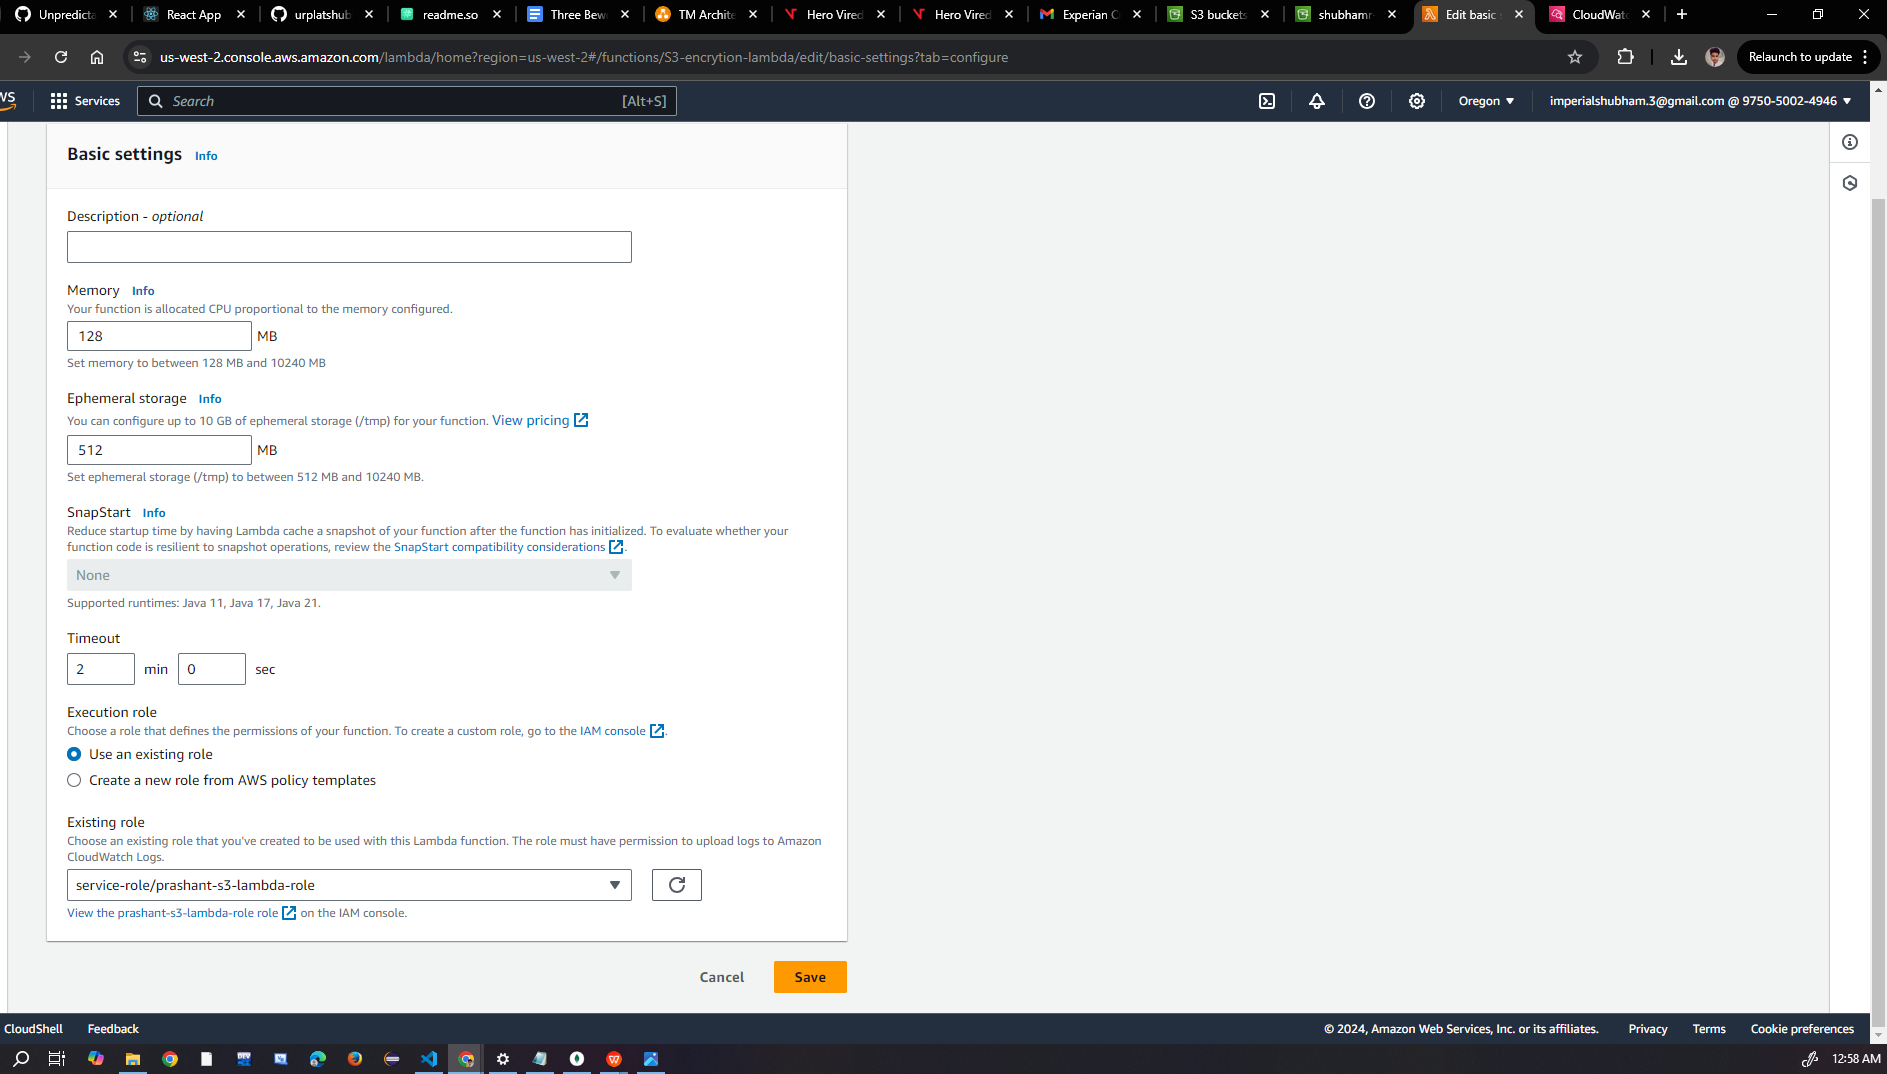 Unpredicta
React App
urplatshub
readme.so
Three Bew
TM Archite
Hero Vired
Hero Vired
Experian C
S3 buckets
shubhamr
Edit basic s
CloudWatc
us-west-2.console.aws.amazon.com/lambda/home?region=us-west-2#/functions/S3-encrytion-lambda/edit/basic-settings?tab=configure
Relaunch to update
Services
Search
[Alt+S]
Oregon
imperialshubham.3@gmail.com @ 9750-5002-4946
Basic settings Info
Description - optional
Memory Info
Your function is allocated CPU proportional to the memory configured.
128 MB
Set memory to between 128 MB and 10240 MB
Ephemeral storage Info
You can configure up to 10 GB of ephemeral storage (/tmp) for your function. View pricing
512 MB
Set ephemeral storage (/tmp) to between 512 MB and 10240 MB.
SnapStart Info
Reduce startup time by having Lambda cache a snapshot of your function after the function has initialized. To evaluate whether your
function code is resilient to snapshot operations, review the SnapStart compatibility considerations.
None
Supported runtimes: Java 11, Java 17, Java 21.
Timeout
2 min 0 sec
Execution role
Choose a role that defines the permissions of your function. To create a custom role, go to the IAM console.
Use an existing role
Create a new role from AWS policy templates
Existing role
Choose an existing role that you've created to be used with this Lambda function. The role must have permission to upload logs to Amazon
CloudWatch Logs.
service-role/prashant-s3-lambda-role
View the prashant-s3-lambda-role role on the IAM console.
Cancel
Save
CloudShell
Feedback
© 2024, Amazon Web Services, Inc. or its affiliates.
Privacy
Terms
Cookie preferences
12:58 AM